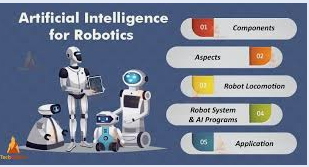 Artificial Intelligence
for Robotics
01 Components
Aspects 02
03 Robot Locomotion
Robot System
& AI Programs 04
05 Application